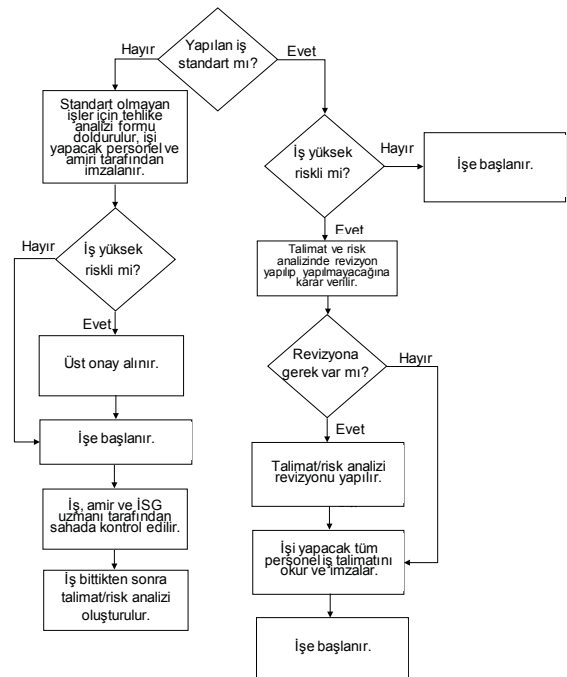 Yapılan iş
standart mı?
Hayır
Evet
Standart olmayan
işler için tehlike
analizi formu
doldurulur, işi
yapacak personel ve
amiri tarafından
imzalanır.
İş yüksek
riskli mi?
Hayır
Evet
Üst onay alınır.
İşe başlanır.
İş, amir ve İSG
uzmanı tarafından
sahada kontrol edilir.
İş bittikten sonra
talimat/risk analizi
oluşturulur.
İş yüksek
riskli mi?
Hayır
İşe başlanır.
Evet
Talimat ve risk
analizinde revizyon
yapılıp yapılmayacağına
karar verilir.
Revizyona
gerek var mı?
Hayır
Evet
Talimat/risk analizi
revizyonu yapılır.
İşi yapacak tüm
personel iş talimatını
okur ve imzalar.
İşe başlanır.